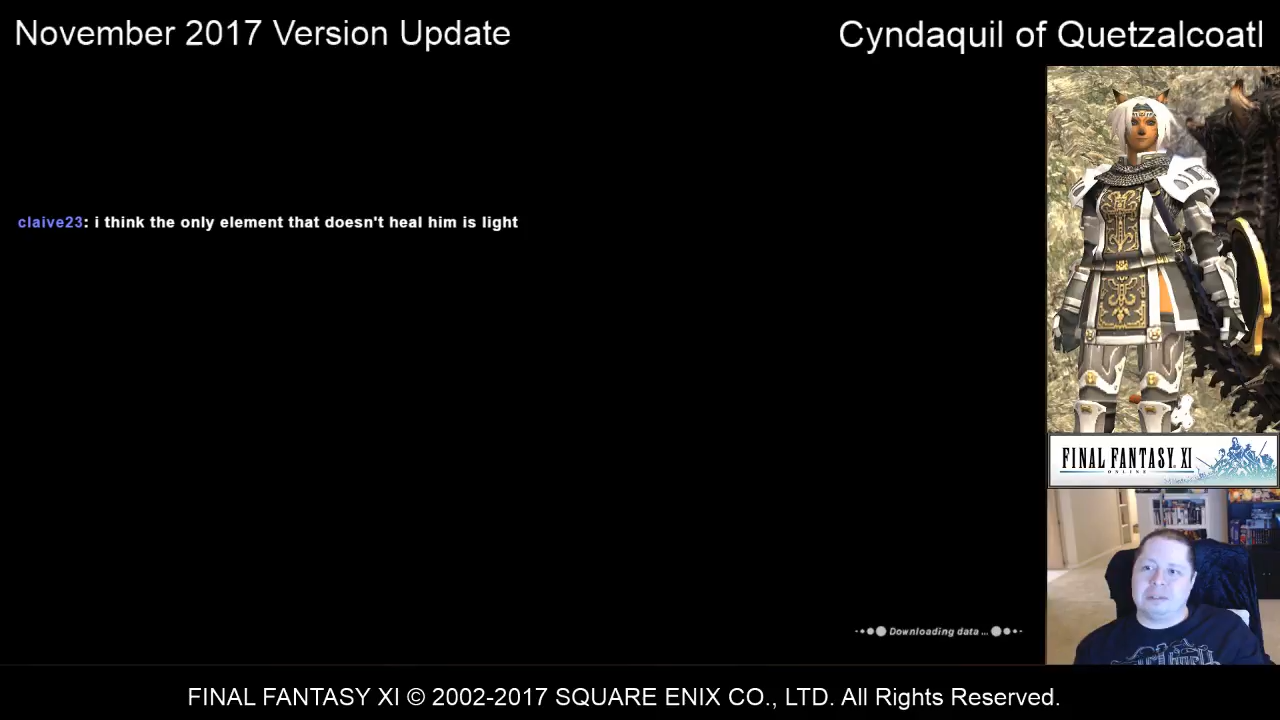 November 2017 Version Update
Cyndaquil of Quetzalcoatl
claive23: i think the only element that doesn't heal him is light
FINAL FANTASY XI
ONLINE
Downloading data ...
FINAL FANTASY XI © 2002-2017 SQUARE ENIX CO., LTD. All Rights Reserved.